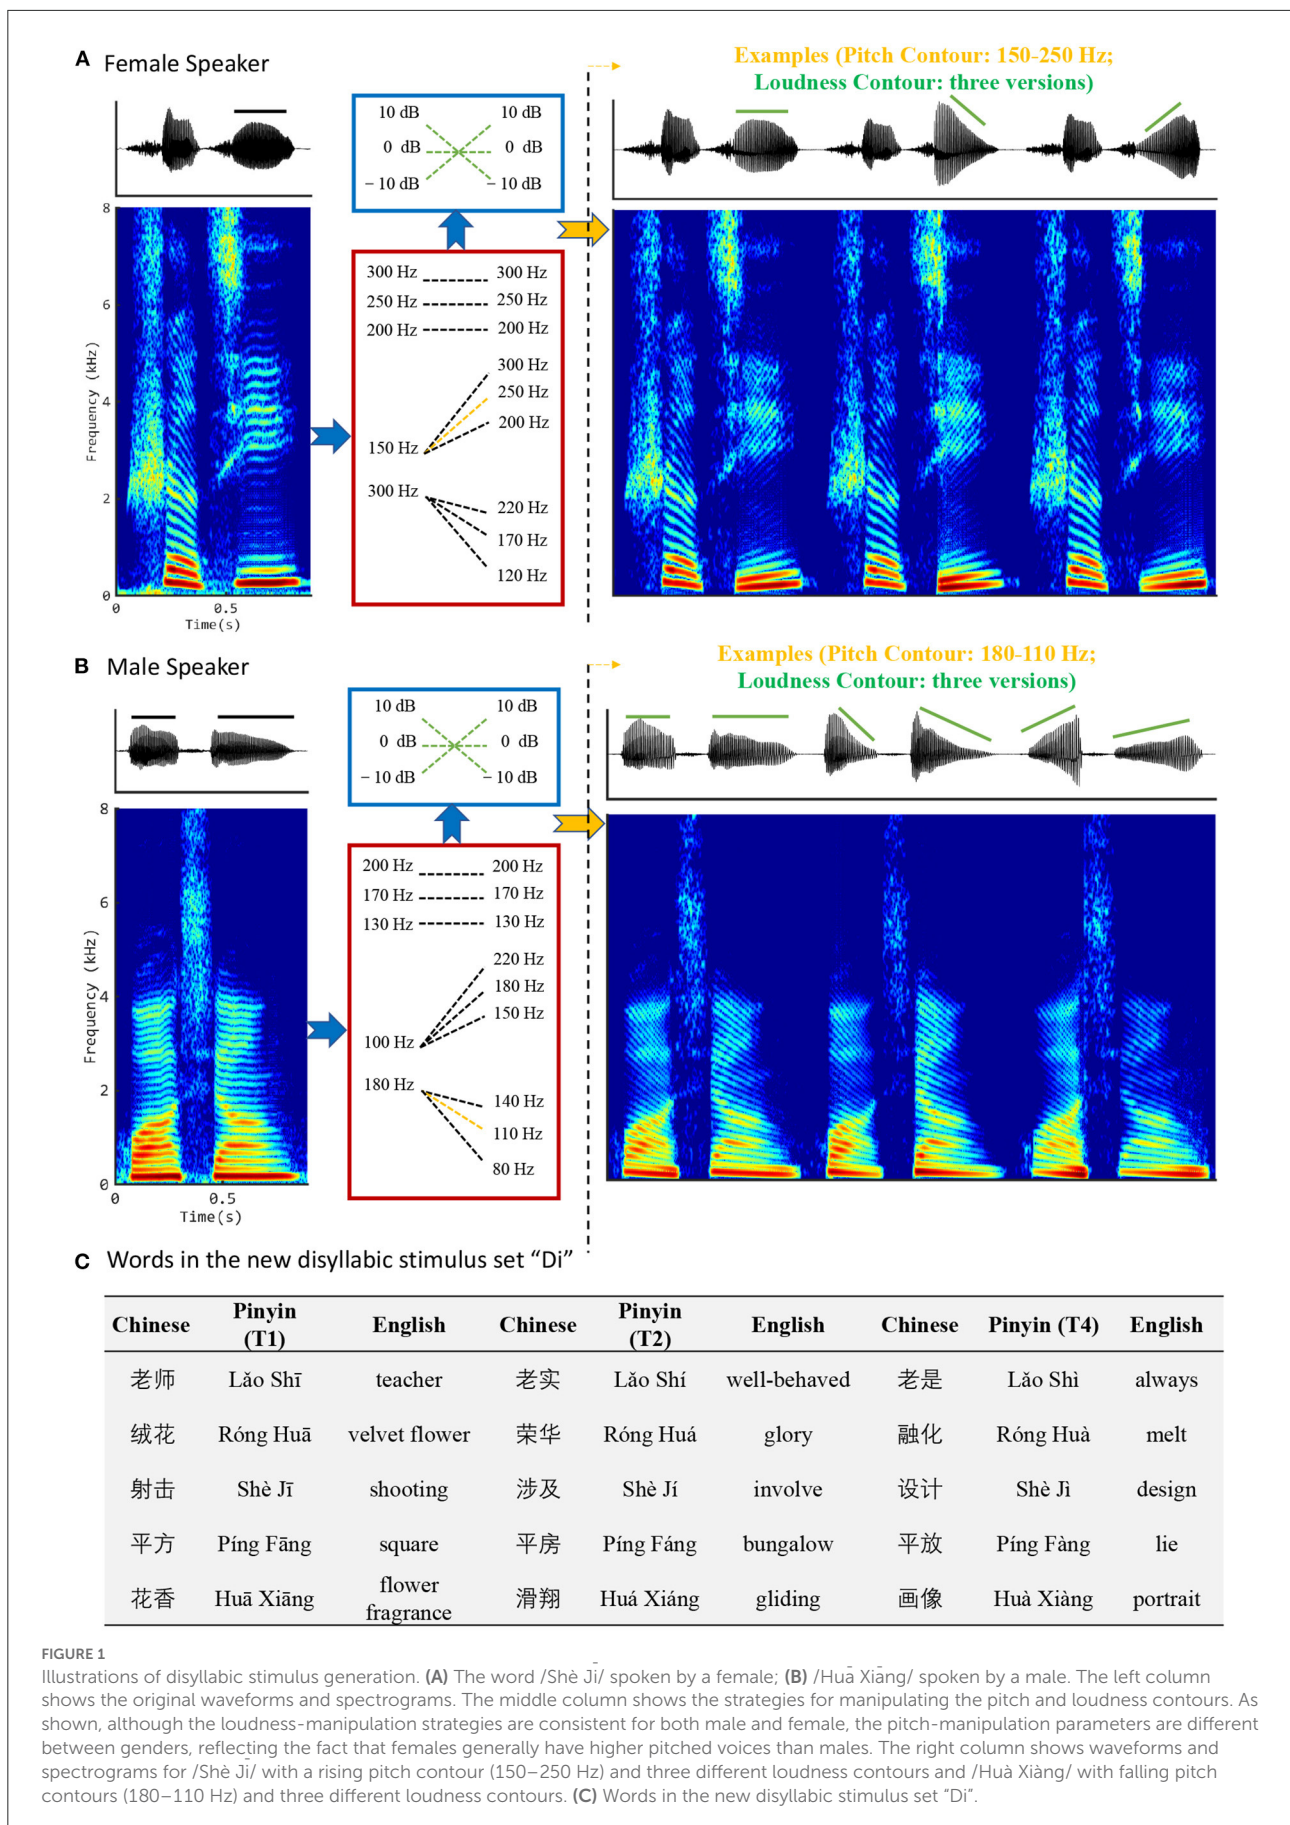 A Female Speaker
Examples (Pitch Contour: 150-250 Hz;
Loudness Contour: three versions)
10 dB 10 dB
0 dB 0 dB
– 10 dB – 10 dB
300 Hz 300 Hz
250 Hz 250 Hz
200 Hz 200 Hz
300 Hz
250 Hz
200 Hz
150 Hz
300 Hz
220 Hz
170 Hz
120 Hz
8
6
4
2
0
Frequency (kHz)
0 0.5
Time(s)
B Male Speaker
Examples (Pitch Contour: 180-110 Hz;
Loudness Contour: three versions)
10 dB 10 dB
0 dB 0 dB
– 10 dB – 10 dB
200 Hz 200 Hz
170 Hz 170 Hz
130 Hz 130 Hz
220 Hz
180 Hz
150 Hz
100 Hz
180 Hz
140 Hz
110 Hz
80 Hz
8
6
4
2
0
Frequency (kHz)
0 0.5
Time(s)
C Words in the new disyllabic stimulus set “Di”
Chinese Pinyin (T1) English Chinese Pinyin (T2) English Chinese Pinyin (T4) English
老师 Lǎo Shī teacher 老实 Lǎo Shí well-behaved 老是 Lǎo Shì always
绒花 Róng Huā velvet flower 荣华 Róng Huá glory 融化 Róng Huà melt
射击 Shè Jī shooting 涉及 Shè Jí involve 设计 Shè Jì design
平方 Píng Fāng square 平房 Píng Fáng bungalow 平放 Píng Fàng lie
花香 Huā Xiāng flower fragrance 滑翔 Huá Xiáng gliding 画像 Huà Xiàng portrait
FIGURE 1
Illustrations of disyllabic stimulus generation. (A) The word /Shè Jī/ spoken by a female; (B) /Huā Xiāng/ spoken by a male. The left column
shows the original waveforms and spectrograms. The middle column shows the strategies for manipulating the pitch and loudness contours. As
shown, although the loudness-manipulation strategies are consistent for both male and female, the pitch-manipulation parameters are different
between genders, reflecting the fact that females generally have higher pitched voices than males. The right column shows waveforms and
spectrograms for /Shè Jī/ with a rising pitch contour (150–250 Hz) and three different loudness contours and /Huà Xiàng/ with falling pitch
contours (180–110 Hz) and three different loudness contours. (C) Words in the new disyllabic stimulus set “Di”.